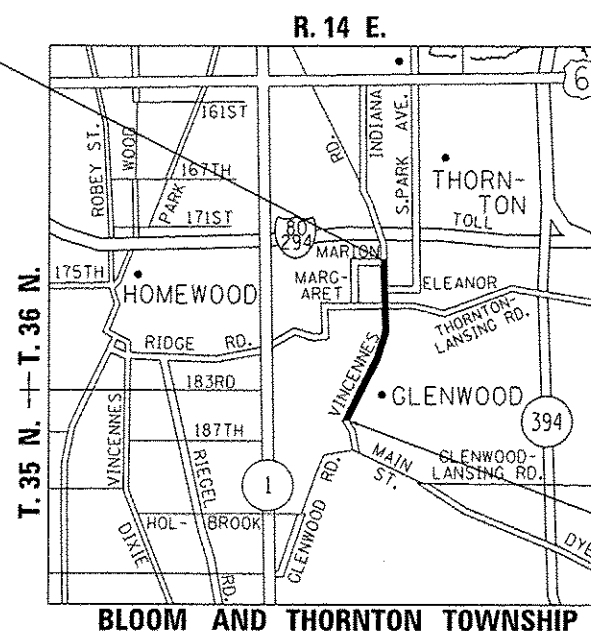 R. 14 E.
6
161ST
ROBEY ST.
WOOD
PARK
167TH
171ST
RD.
INDIANA
S.PARK AVE.
THORN-
TON
TOLL
80
294
MARION
175TH
HOMEWOOD
MARG-
ARET
ELEANOR
THORNTON-
LANSING RD.
RIDGE RD.
183RD
VINCENNES
GLENWOOD
394
VINCENNES
187TH
RIEGEL
RD.
1
MAIN
ST.
GLENWOOD-
LANSING RD.
HOL-BROOK
GLENWOOD RD.
DIXIE
DYE
T. 35 N. T. 36 N.
BLOOM AND THORNTON TOWNSHIP